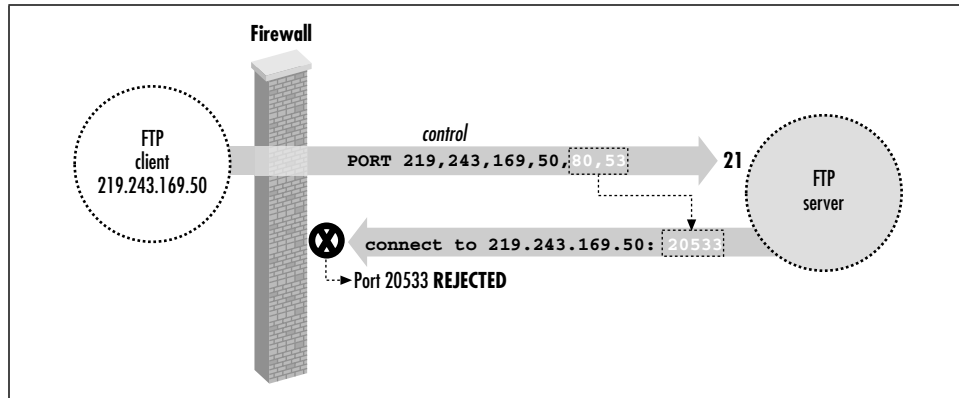 Firewall
FTP
client
219.243.169.50
control
PORT 219,243,169,50,80,53
21
FTP
server
connect to 219.243.169.50: 20533
Port 20533 REJECTED